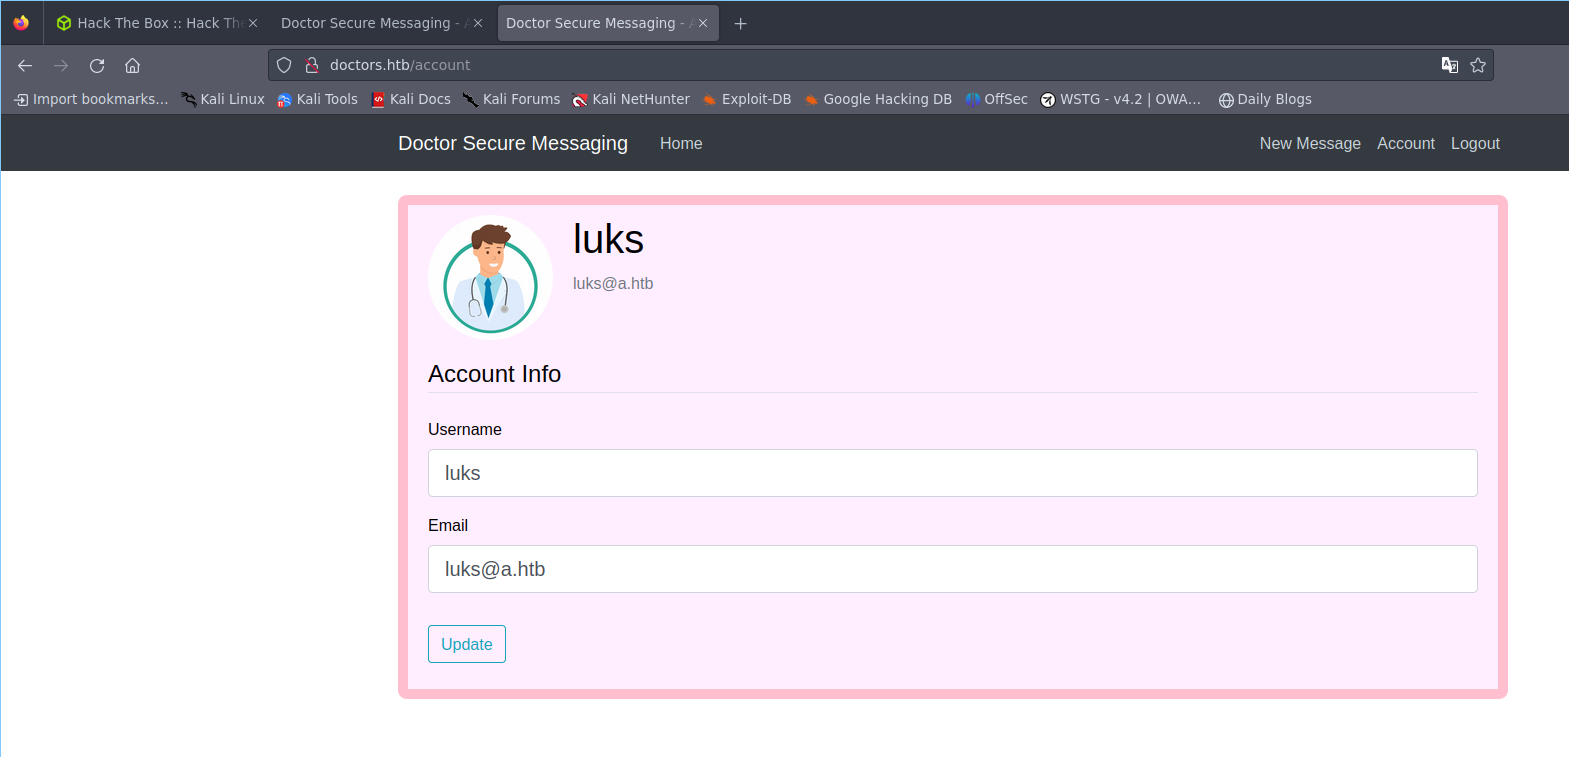 Hack The Box :: Hack The
Doctor Secure Messaging - A
Doctor Secure Messaging - A
doctors.htb/account
Import bookmarks... Kali Linux Kali Tools Kali Docs Kali Forums Kali NetHunter Exploit-DB Google Hacking DB OffSec WSTG - v4.2 | OWA... Daily Blogs
Doctor Secure Messaging Home New Message Account Logout
luks
luks@a.htb
Account Info
Username
luks
Email
luks@a.htb
Update